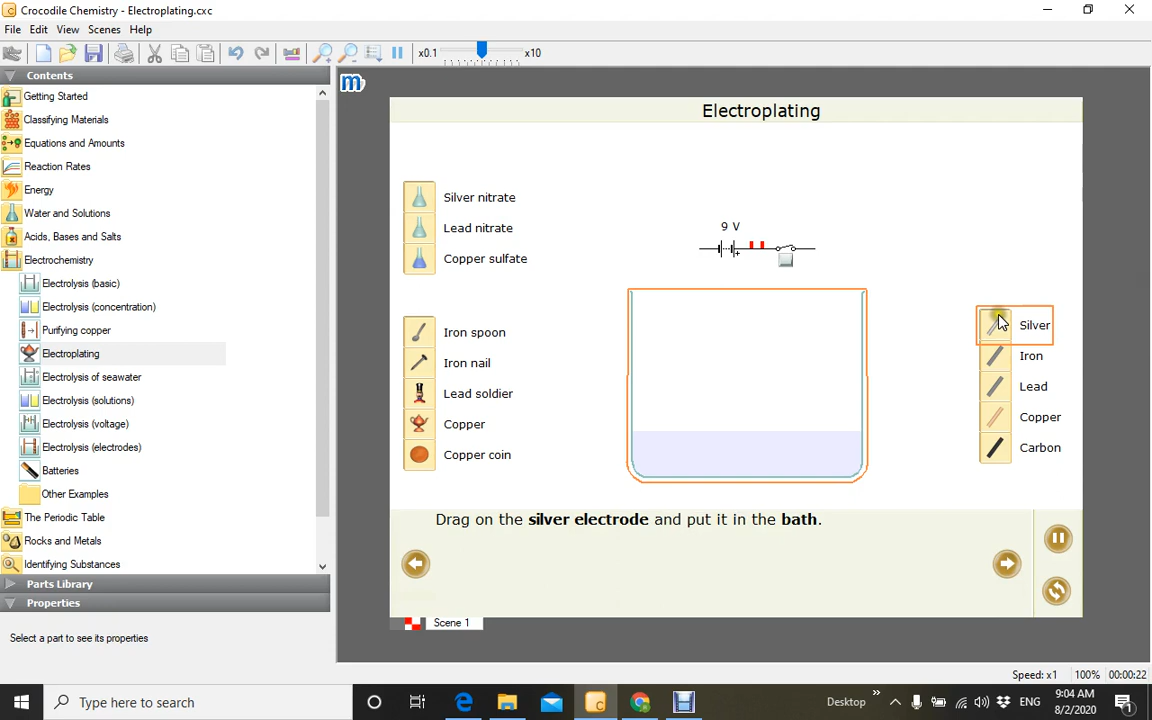 Crocodile Chemistry - Electroplating.cxc
File Edit View Scenes Help
x0.1 x10
Contents
Getting Started
Classifying Materials
Equations and Amounts
Reaction Rates
Energy
Water and Solutions
Acids, Bases and Salts
Electrochemistry
Electrolysis (basic)
Electrolysis (concentration)
Purifying copper
Electroplating
Electrolysis of seawater
Electrolysis (solutions)
Electrolysis (voltage)
Electrolysis (electrodes)
Batteries
Other Examples
The Periodic Table
Rocks and Metals
Identifying Substances
Parts Library
Properties
Select a part to see its properties
m
Electroplating
Silver nitrate
Lead nitrate
Copper sulfate
9 V
+
Iron spoon
Iron nail
Lead soldier
Copper
Copper coin
Silver
Iron
Lead
Copper
Carbon
Drag on the silver electrode and put it in the bath.
Scene 1
Speed: x1 100% 00:00:22
Type here to search
Desktop » ENG
9:04 AM
8/2/2020
1